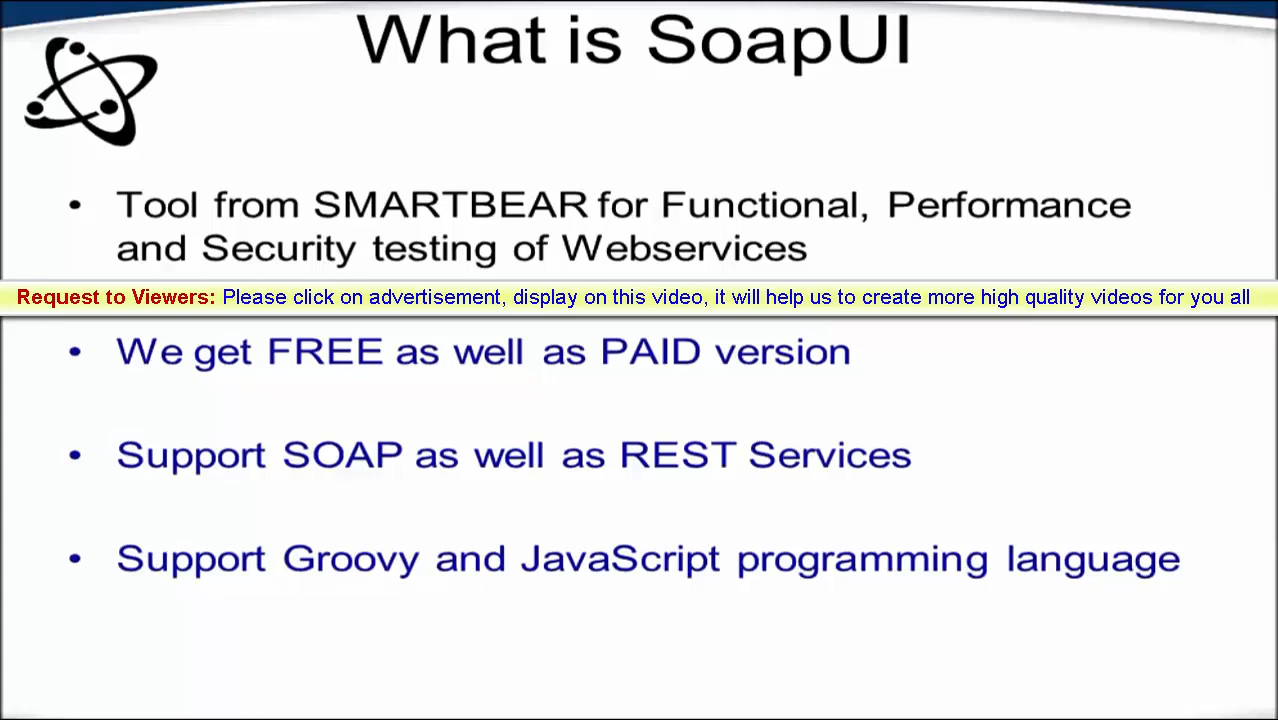 What is SoapUI
• Tool from SMARTBEAR for Functional, Performance
and Security testing of Webservices
Request to Viewers: Please click on advertisement, display on this video, it will help us to create more high quality videos for you all
• We get FREE as well as PAID version
• Support SOAP as well as REST Services
• Support Groovy and JavaScript programming language